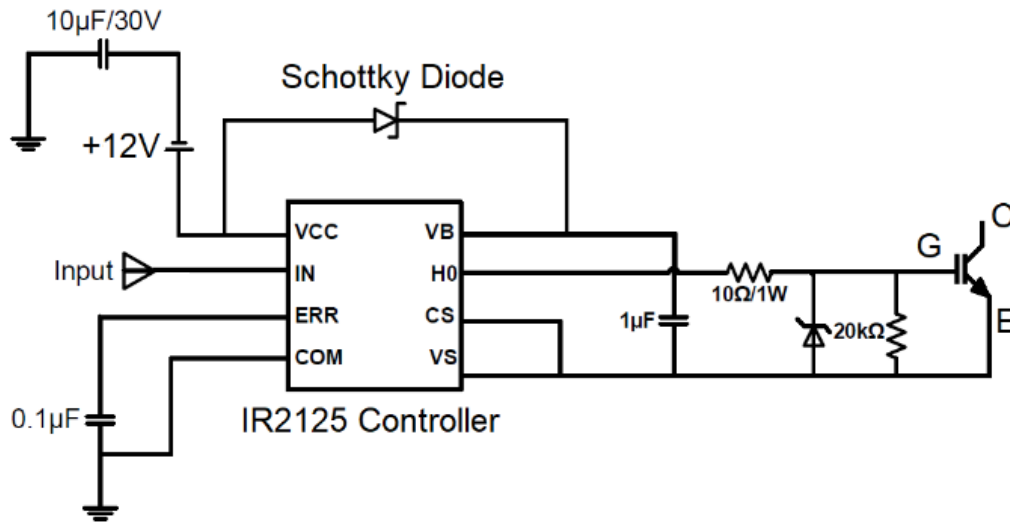 10µF/30V
Schottky Diode
+12V
VCC
VB
C
Input
IN
H0
G
10Ω/1W
ERR
CS
1µF
20kΩ
E
COM
VS
0.1µF
IR2125 Controller